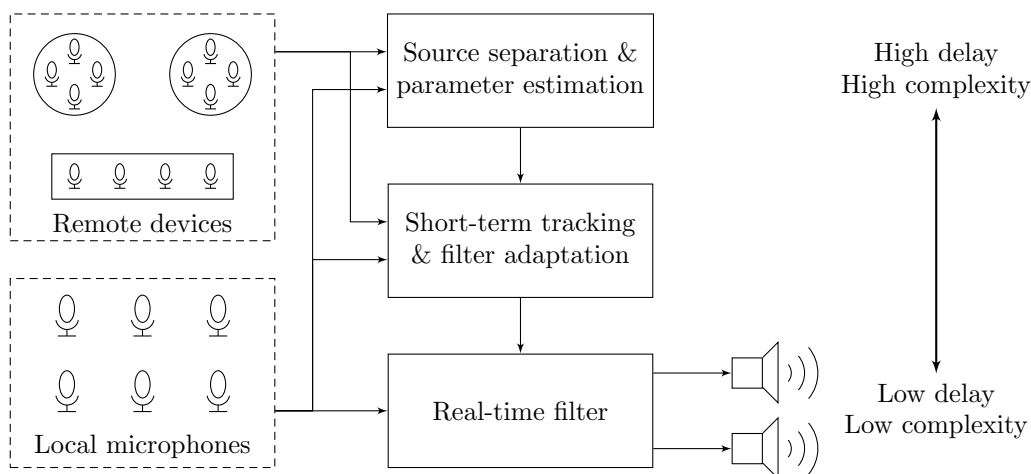 Source separation &
parameter estimation
High delay
High complexity
Remote devices
Short-term tracking
& filter adaptation
Real-time filter
Low delay
Low complexity
Local microphones